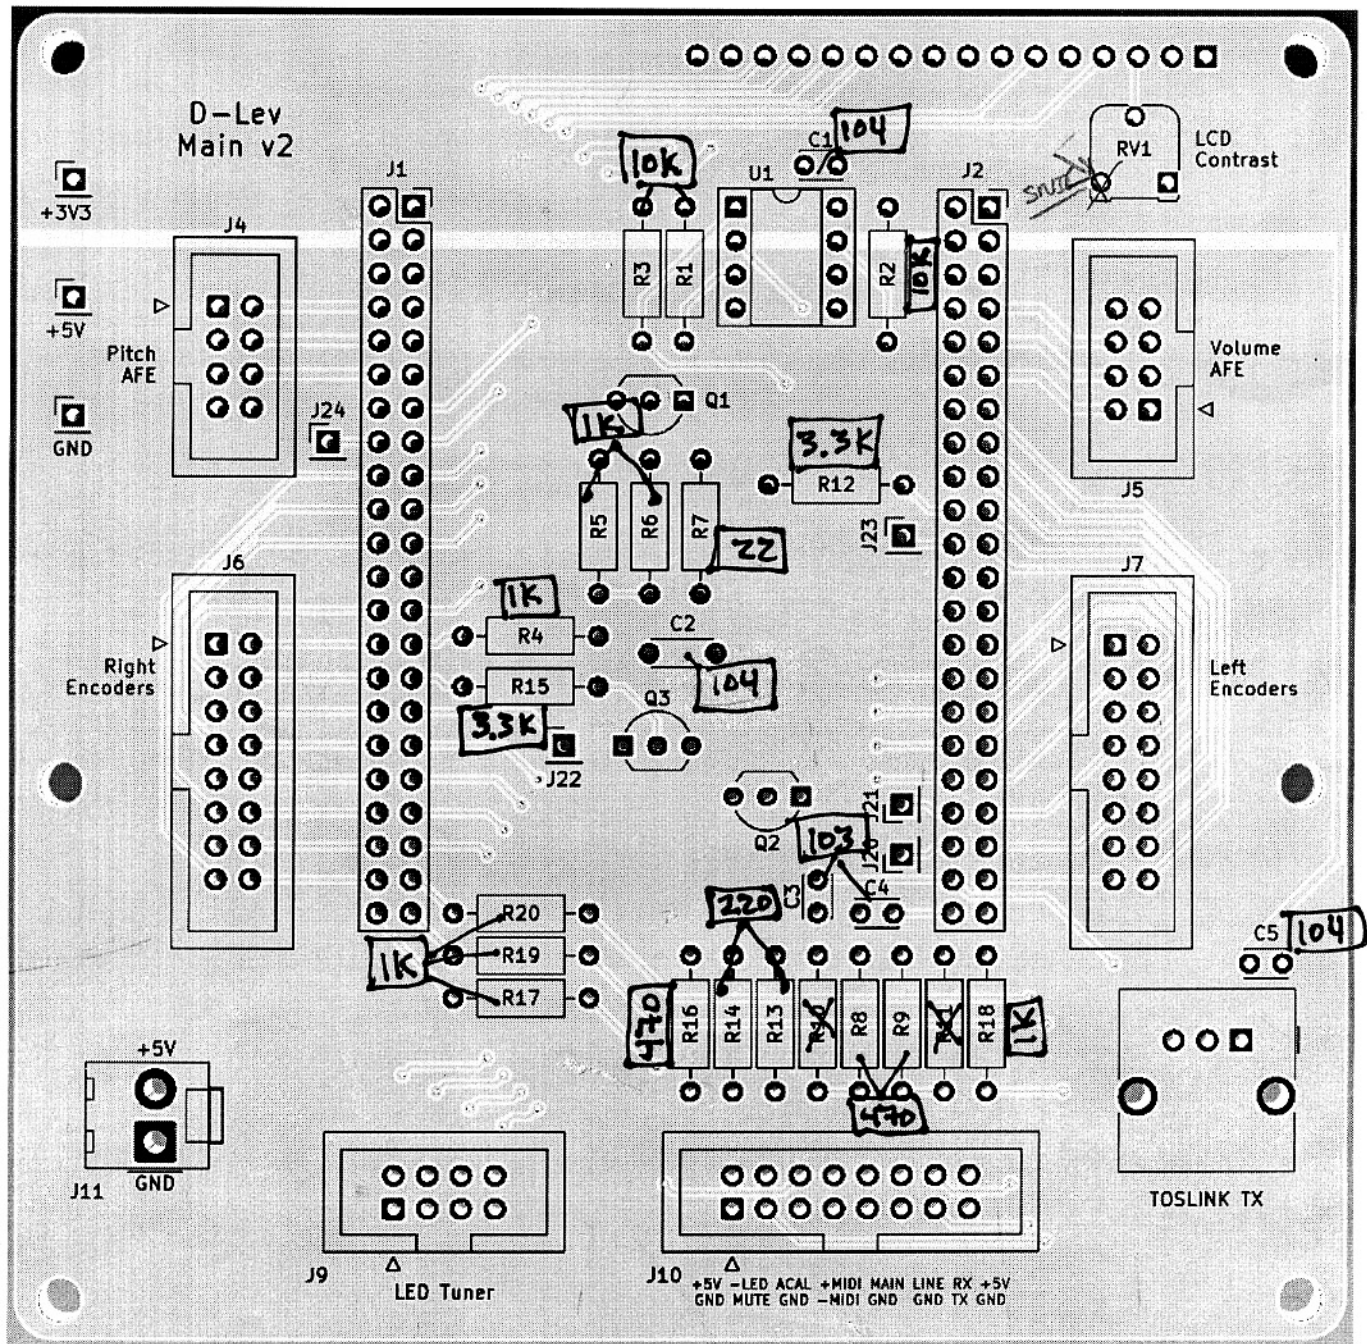 D-Lev
Main v2
+3V3
+5V
GND
J4
Pitch
AFE
J24
J1
10K
R3
R1
U1
C1
104
R2
10K
J2
RV1
LCD
Contrast
Volume
AFE
J5
1K
Q1
3.3K
R12
R5
R6
R7
22
J23
J6
Right
Encoders
1K
R4
R15
3.3K
J22
C2
104
Q3
J7
Left
Encoders
Q2
103
J21
J20
C3
C4
220
R20
R19
R17
1K
470
R16
R14
R13
R10
R8
R9
R11
R18
1K
470
C5
104
+5V
GND
J11
J9
LED Tuner
J10
+5V -LED ACAL +MIDI MAIN LINE RX +5V
GND MUTE GND -MIDI GND GND TX GND
TOSLINK TX